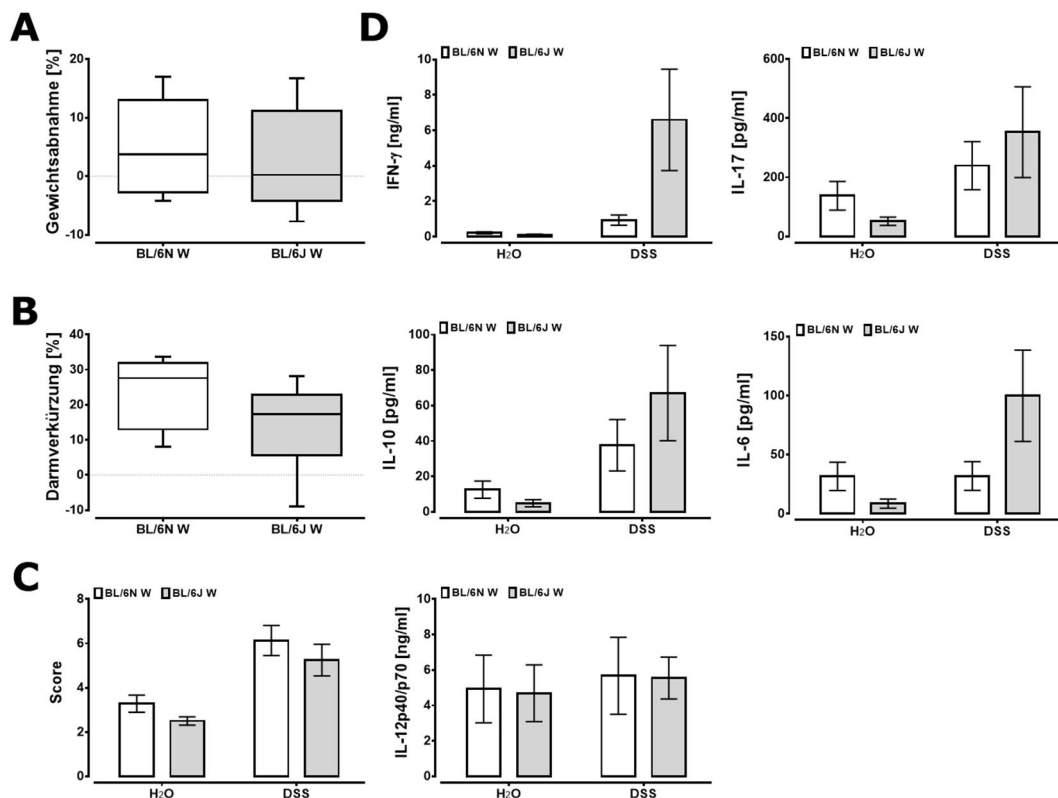 A
Gewichtsabnahme [%]
20
10
0
-10
BL/6N W BL/6J W
B
Darmverkürzung [%]
40
30
20
10
0
-10
BL/6N W BL/6J W
C
BL/6N W BL/6J W
Score
8
6
4
2
0
H2O DSS
D
BL/6N W BL/6J W
IFN-γ [ng/ml]
10
8
6
4
2
0
H2O DSS
BL/6N W BL/6J W
IL-17 [pg/ml]
600
400
200
0
H2O DSS
BL/6N W BL/6J W
IL-10 [pg/ml]
100
80
60
40
20
0
H2O DSS
BL/6N W BL/6J W
IL-6 [pg/ml]
150
100
50
0
H2O DSS
BL/6N W BL/6J W
IL-12p40/p70 [ng/ml]
10
8
6
4
2
0
H2O DSS